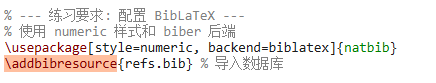 % --- 练习要求: 配置 BibLaTeX ---
% 使用 numeric 样式和 biber 后端
\usepackage[style=numeric, backend=biblatex]{natbib}
\addbibresource{refs.bib} % 导入数据库